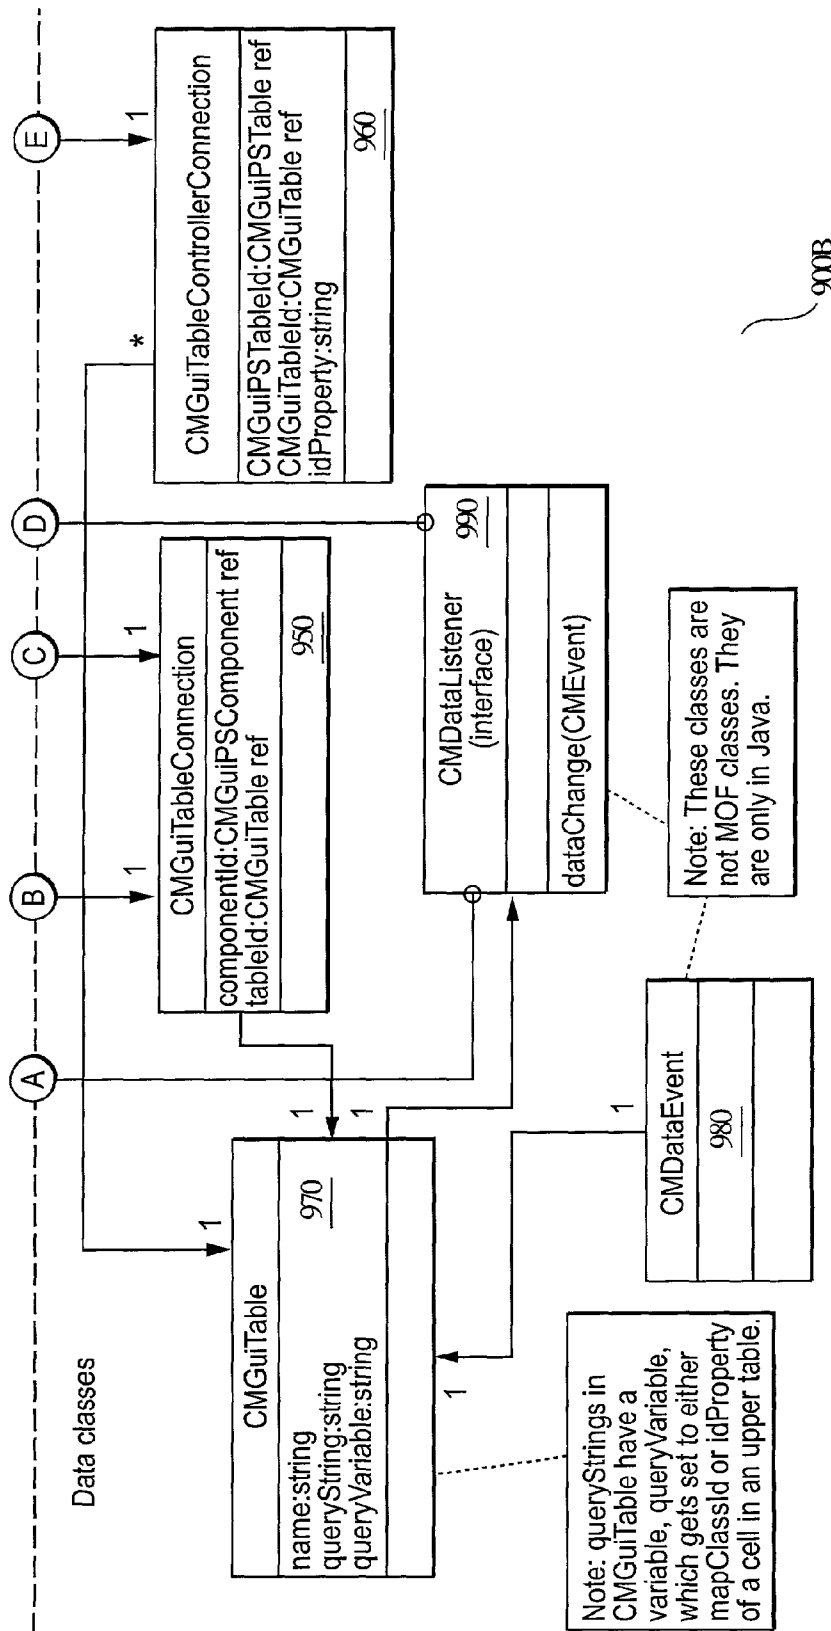 A
B
C
D
E
Data classes
1
*
1
1
1
CMGuiTable
970
name:string
queryString:string
queryVariable:string
1
1
1
CMGuiTableConnection
componentId:CMGuiPSComponent ref
tableId:CMGuiTable ref
950
CMGuiTableControllerConnection
CMGuiPSTableId:CMGuiPSTable ref
CMGuiTableId:CMGuiTable ref
idProperty:string
960
CMDataListener
(interface)
990
dataChange(CMEvent)
1
CMDataEvent
980
Note: queryStrings in
CMGuiTable have a
variable, queryVariable,
which gets set to either
mapClassId or idProperty
of a cell in an upper table.
Note: These classes are
not MOF classes. They
are only in Java.
900B